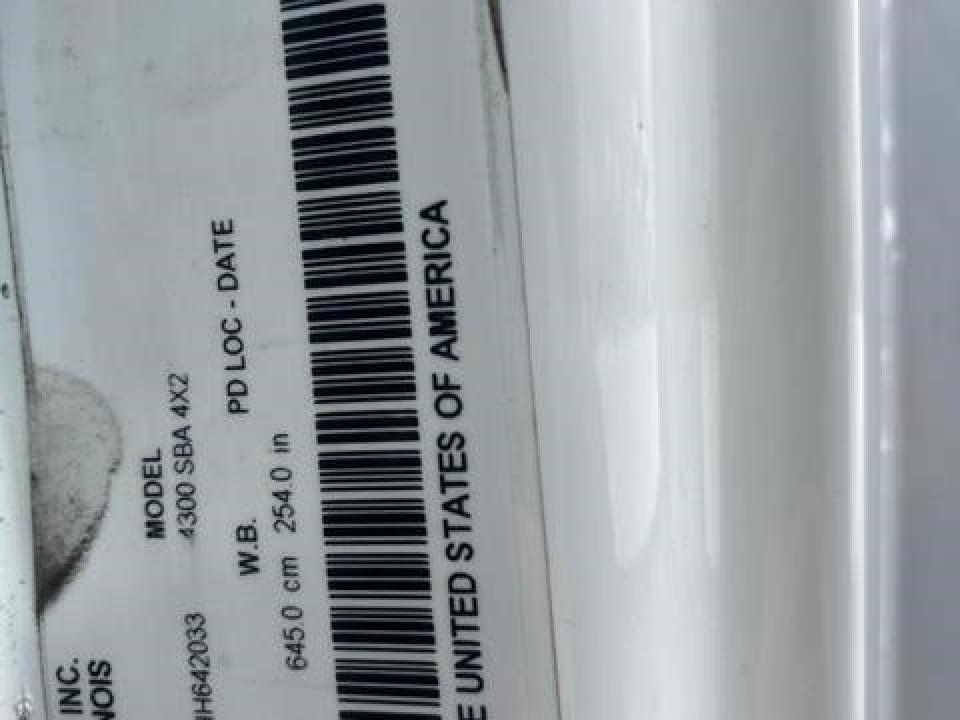 INC.
NOIS
MODEL
H642033 4300 SBA 4X2
W.B. PD LOC - DATE
645.0 cm 254.0 in
E UNITED STATES OF AMERICA